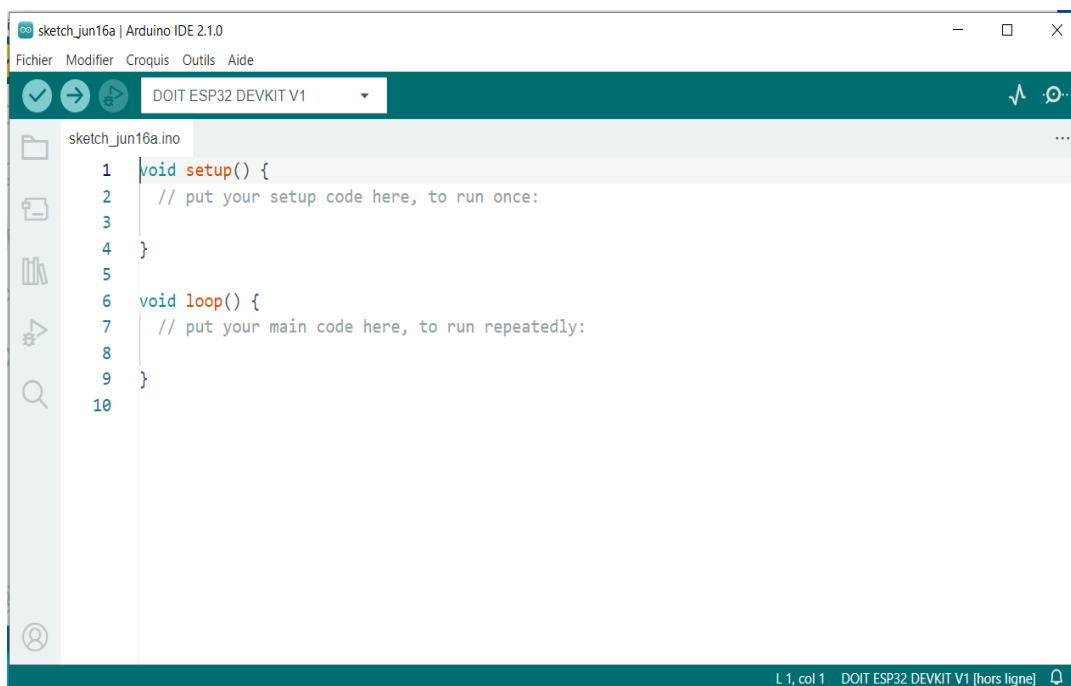 sketch_jun16a | Arduino IDE 2.1.0
Fichier Modifier Croquis Outils Aide
DOIT ESP32 DEVKIT V1
sketch_jun16a.ino
...
1 void setup() {
2 // put your setup code here, to run once:
3
4 }
5
6 void loop() {
7 // put your main code here, to run repeatedly:
8
9 }
10
L 1, col 1 DOIT ESP32 DEVKIT V1 [hors ligne]